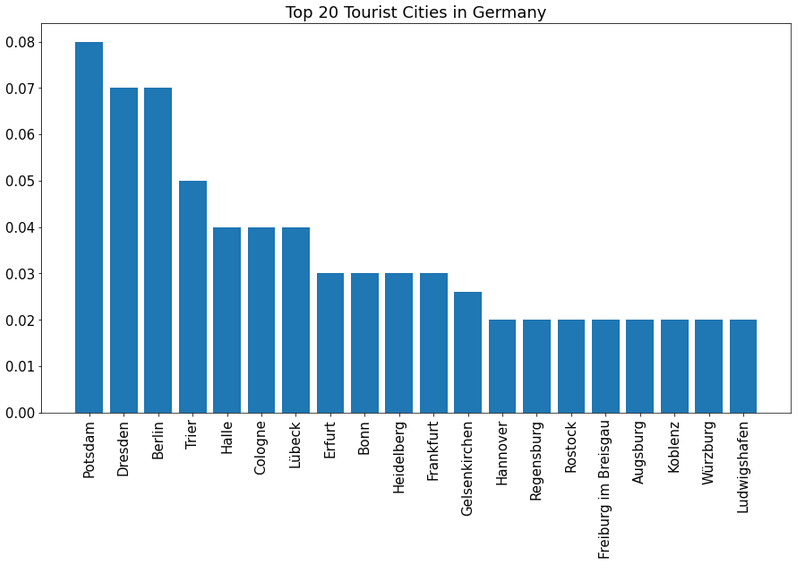 Top 20 Tourist Cities in Germany
0.08
0.07
0.06
0.05
0.04
0.03
0.02
0.01
0.00
Potsdam
Dresden
Berlin
Trier
Halle
Cologne
Lübeck
Erfurt
Bonn
Heidelberg
Frankfurt
Gelsenkirchen
Hannover
Regensburg
Rostock
Freiburg im Breisgau
Augsburg
Koblenz
Würzburg
Ludwigshafen